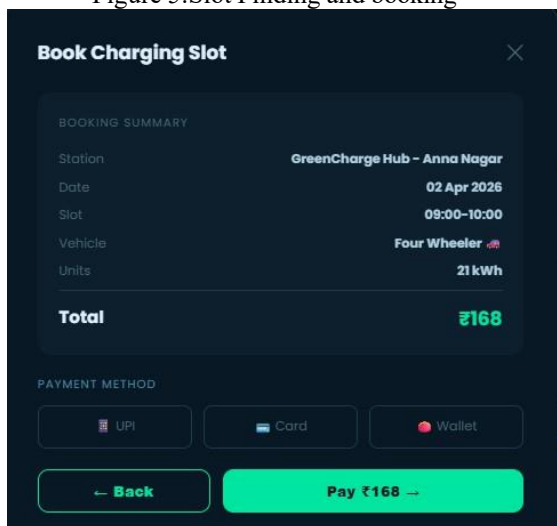 Figure 5:Slot Finding and booking
Book Charging Slot
BOOKING SUMMARY
Station GreenCharge Hub - Anna Nagar
Date 02 Apr 2026
Slot 09:00-10:00
Vehicle Four Wheeler 🚗
Units 21 kWh
Total ₹168
PAYMENT METHOD
UPI Card Wallet
← Back Pay ₹168 →